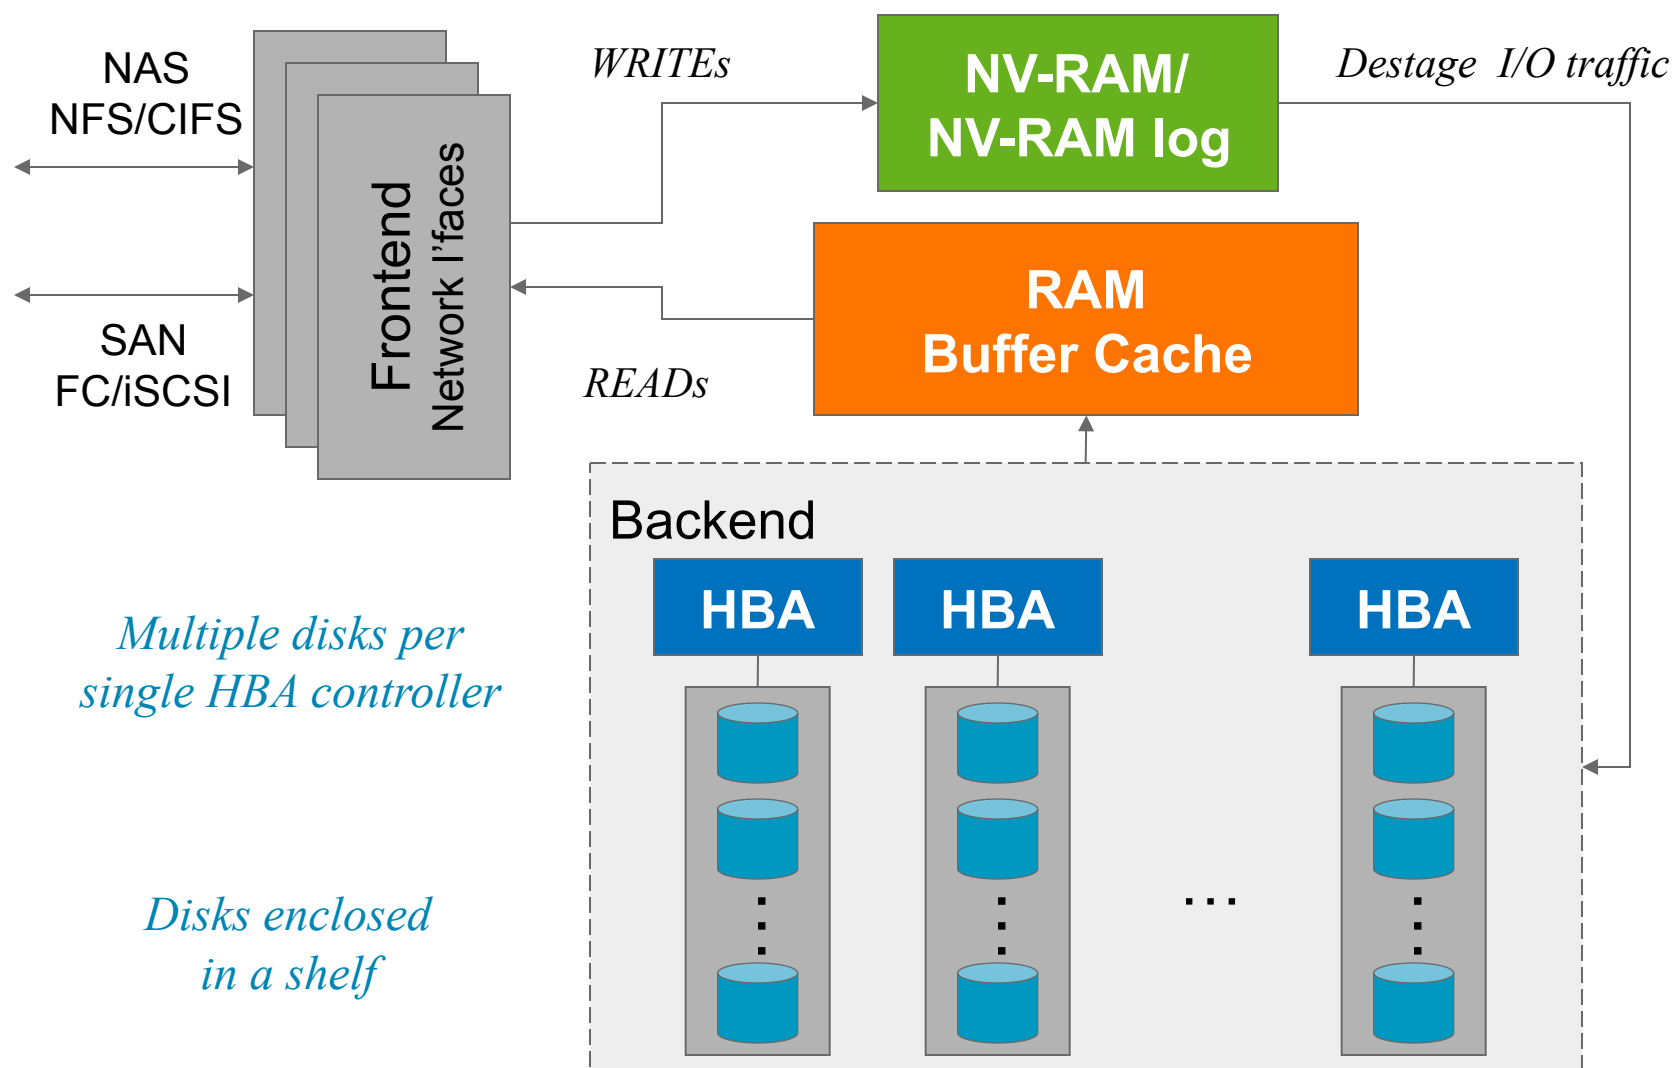 NAS
NFS/CIFS
SAN
FC/iSCSI
Frontend
Network I'faces
WRITEs
READs
NV-RAM/
NV-RAM log
Destage I/O traffic
RAM
Buffer Cache
Backend
HBA
HBA
HBA
...
Multiple disks per
single HBA controller
Disks enclosed
in a shelf